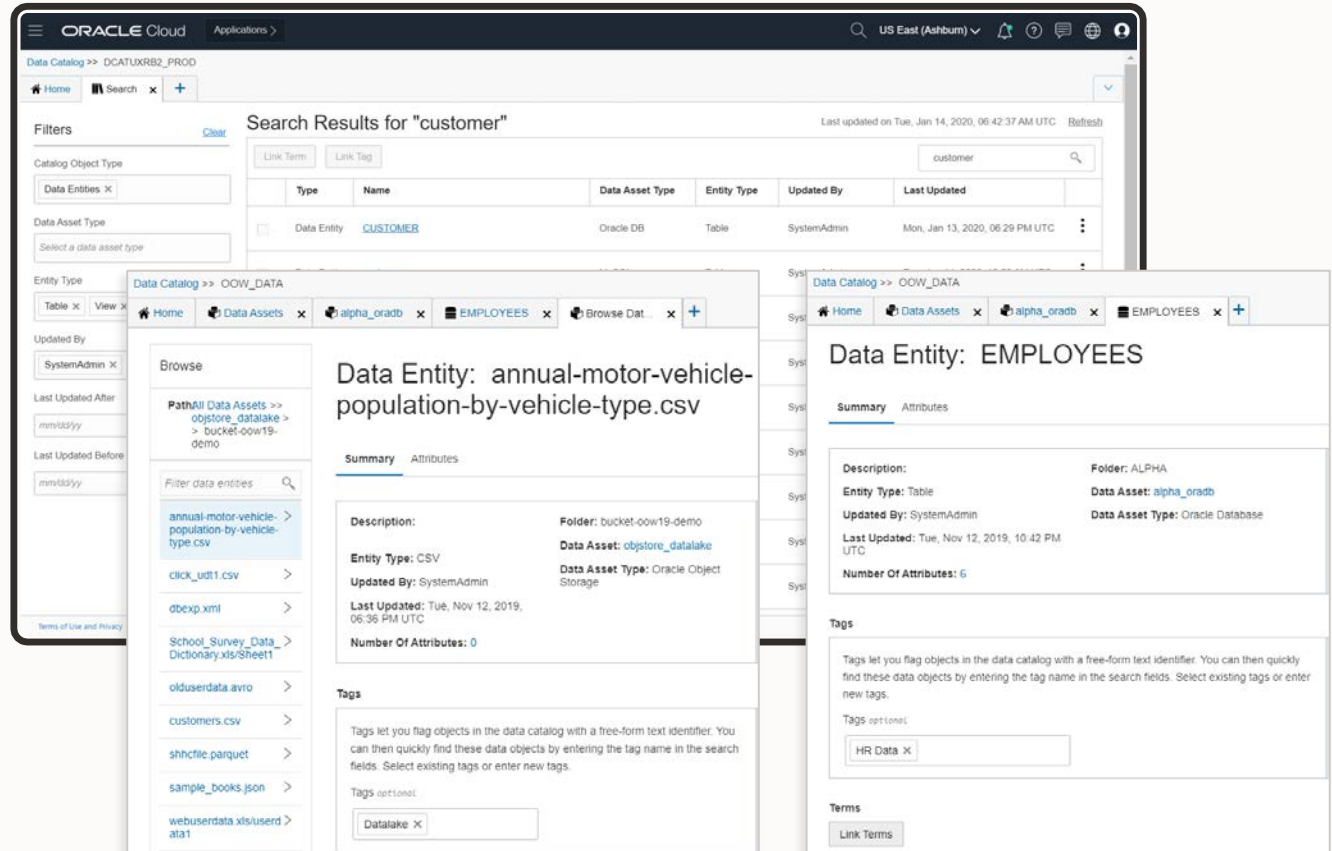 ORACLE Cloud
Applications >
US East (Ashburn)
Data Catalog >> DCATUXRB2_PROD
Home
Search x
+
Filters
Clear
Catalog Object Type
Data Entities ×
Data Asset Type
Select a data asset type
Entity Type
Table ×
View ×
Updated By
SystemAdmin ×
Last Updated After
mm/dd/yy
Last Updated Before
mm/dd/yy
Terms of Use and Privacy
Search Results for "customer"
Last updated on Tue, Jan 14, 2020, 06:42:37 AM UTC
Refresh
Link Term
Link Tag
customer
Type Name Data Asset Type Entity Type Updated By Last Updated
Data Entity CUSTOMER Oracle DB Table SystemAdmin Mon, Jan 13, 2020, 06:29 PM UTC
Data Catalog >> OOW_DATA
Home
Data Assets x
alpha_oradb x
EMPLOYEES x
Browse Dat... x
+
Browse
Path
All Data Assets >>
objstore_datalake >
> bucket-oow19-
demo
Filter data entities
annual-motor-vehicle-
population-by-vehicle-
type.csv
click_udt1.csv
dbexp.xml
School_Survey_Data_
Dictionary.xls/Sheet1
olduserdata.avro
customers.csv
shhcfile.parquet
sample_books.json
webuserdata.xls/userd
ata1
Data Entity: annual-motor-vehicle-
population-by-vehicle-type.csv
Summary Attributes
Description:
Entity Type: CSV
Updated By: SystemAdmin
Last Updated: Tue, Nov 12, 2019,
06:36 PM UTC
Number Of Attributes: 0
Folder: bucket-oow19-demo
Data Asset: objstore_datalake
Data Asset Type: Oracle Object
Storage
Tags
Tags let you flag objects in the data catalog with a free-form text identifier. You
can then quickly find these data objects by entering the tag name in the search
fields. Select existing tags or enter new tags.
Tags optional
Datalake ×
Data Catalog >> OOW_DATA
Home
Data Assets x
alpha_oradb x
EMPLOYEES x
+
Data Entity: EMPLOYEES
Summary Attributes
Description:
Entity Type: Table
Updated By: SystemAdmin
Last Updated: Tue, Nov 12, 2019, 10:42 PM
UTC
Number Of Attributes: 6
Folder: ALPHA
Data Asset: alpha_oradb
Data Asset Type: Oracle Database
Tags
Tags let you flag objects in the data catalog with a free-form text identifier. You can then quickly
find these data objects by entering the tag name in the search fields. Select existing tags or enter
new tags.
Tags optional
HR Data ×
Terms
Link Terms